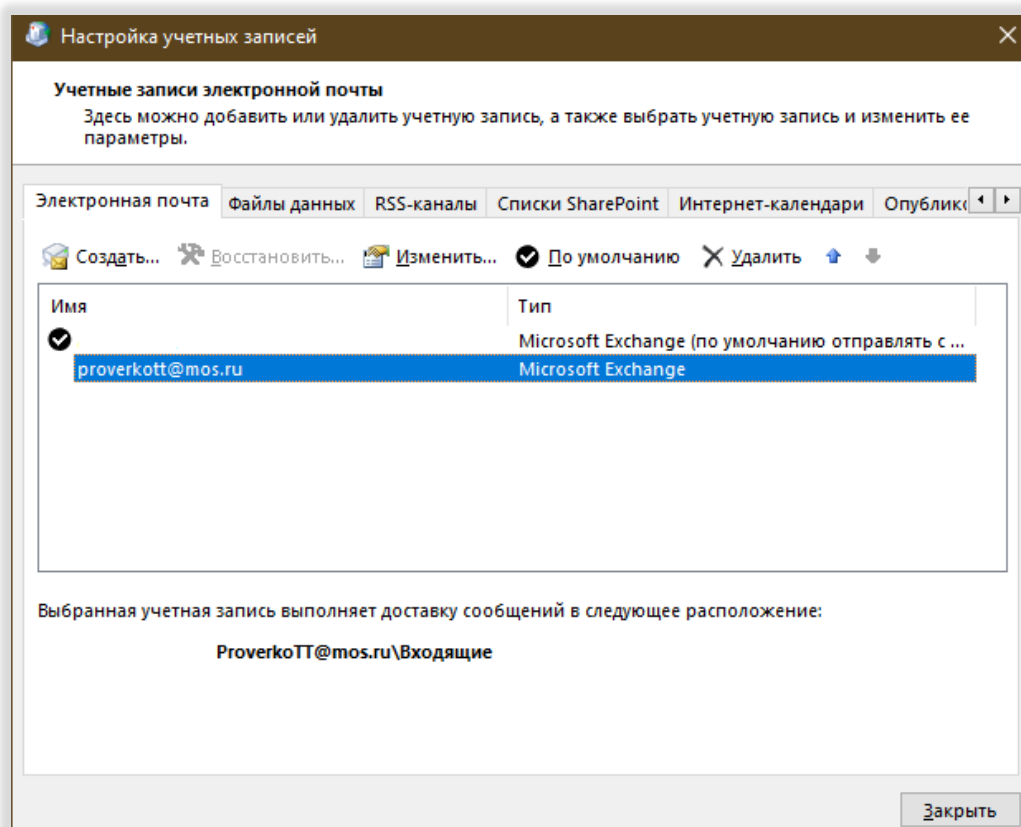 Настройка учетных записей
Учетные записи электронной почты
Здесь можно добавить или удалить учетную запись, а также выбрать учетную запись и изменить ее
параметры.
Электронная почта Файлы данных RSS-каналы Списки SharePoint Интернет-календари Опублик
Создать... Восстановить... Изменить... По умолчанию Удалить
Имя Тип
Microsoft Exchange (по умолчанию отправлять с ...
proverkott@mos.ru Microsoft Exchange
Выбранная учетная запись выполняет доставку сообщений в следующее расположение:
ProverkoTT@mos.ru\Входящие
Закрыть